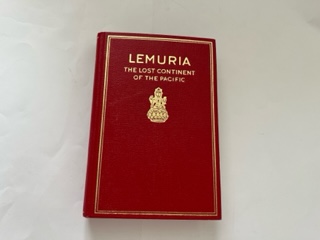 LEMURIA
THE LOST CONTINENT
OF THE PACIFIC